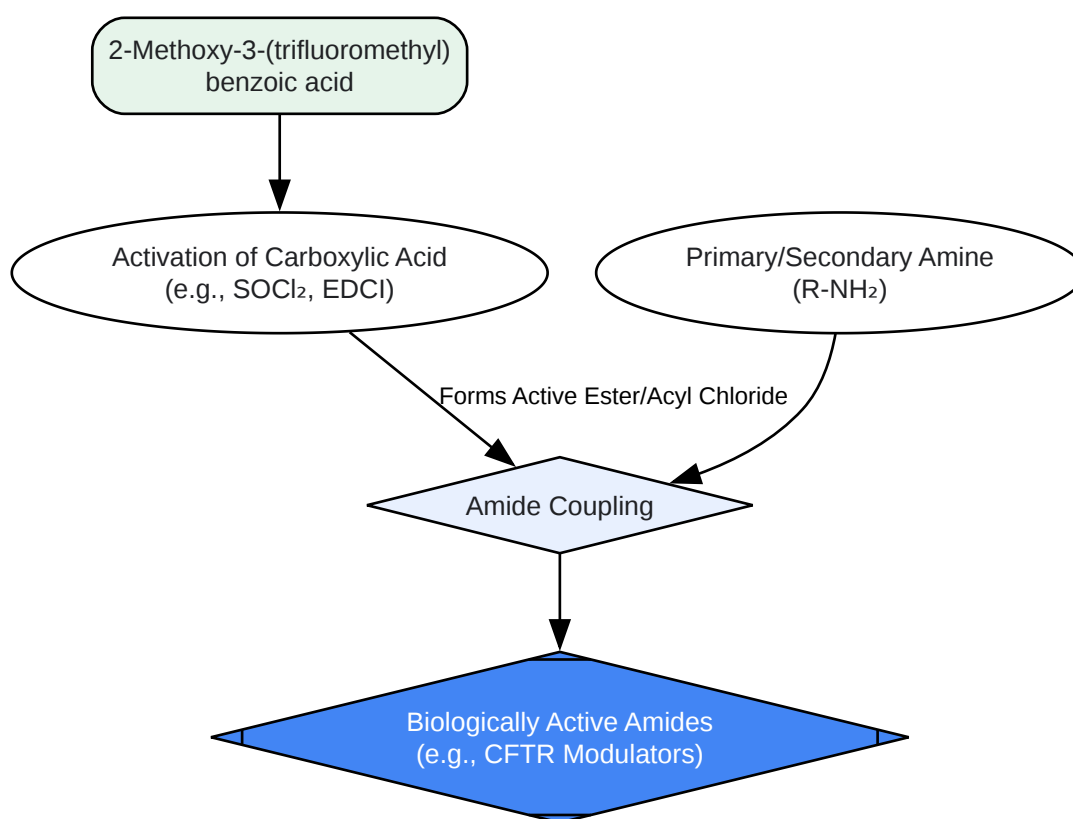 2-Methoxy-3-(trifluoromethyl)
benzoic acid
Activation of Carboxylic Acid
(e.g., SOCl₂, EDCI)
Primary/Secondary Amine
(R-NH₂)
Forms Active Ester/Acyl Chloride
Amide Coupling
Biologically Active Amides
(e.g., CFTR Modulators)